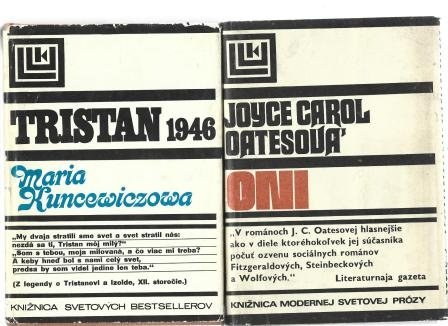 TRISTAN 1946
Maria
Kuncewiczowa
„My dvaja stratili sme svet a svet stratil nás:
nezdá sa ti, Tristan môj milý?"
„Som s tebou, moja milovaná, a čo viac mi treba?
A keby hneď bol s nami celý svet,
predsa by som videl jedine len teba."
(Z legendy o Tristanovi a Izolde, XII. storočie.)
KNIŽNICA SVETOVÝCH BESTSELLEROV
JOYCE CAROL
OATESOVÁ
ONI
„V románoch J. C. Oatesovej hlasnejšie
ako v diele ktoréhokoľvek jej súčasníka
počuť ozvenu sociálnych románov
Fitzgeraldových, Steinbeckových
a Wolfových." Literaturnaja gazeta
KNIŽNICA MODERNEJ SVETOVEJ PRÓZY